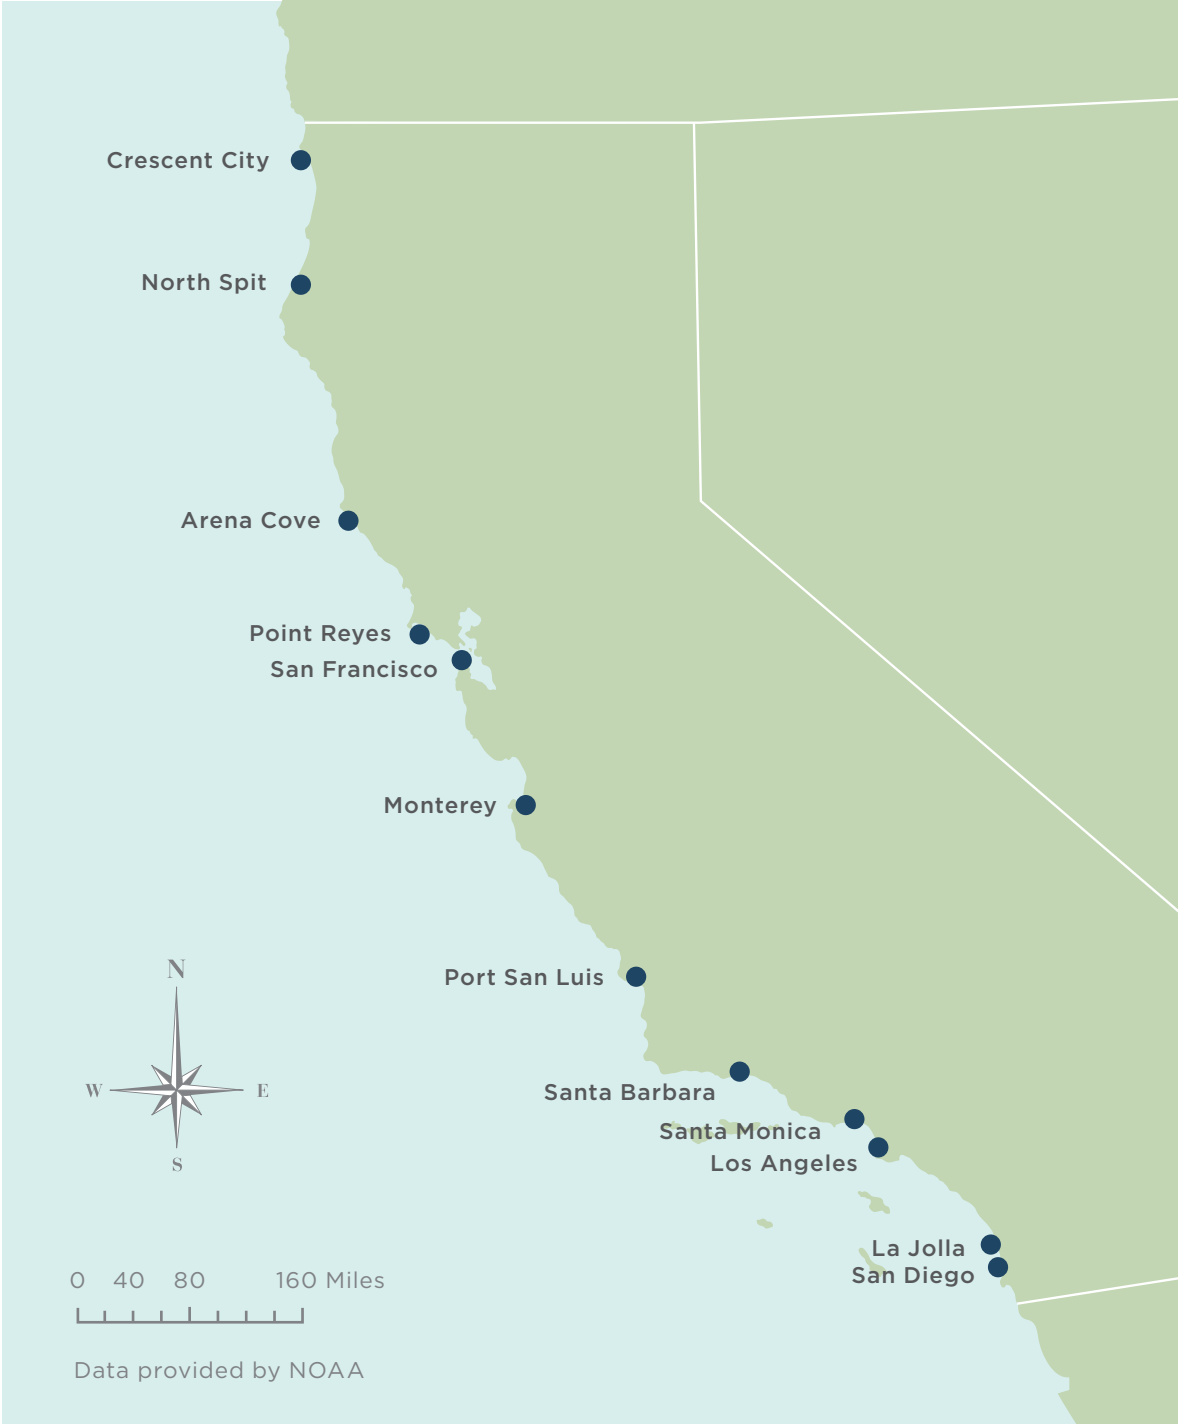 Crescent City
North Spit
Arena Cove
Point Reyes
San Francisco
Monterey
N
Port San Luis
W
E
Santa Barbara
Santa Monica
S
Los Angeles
La Jolla
San Diego
0 40 80 160 Miles
Data provided by NOAA